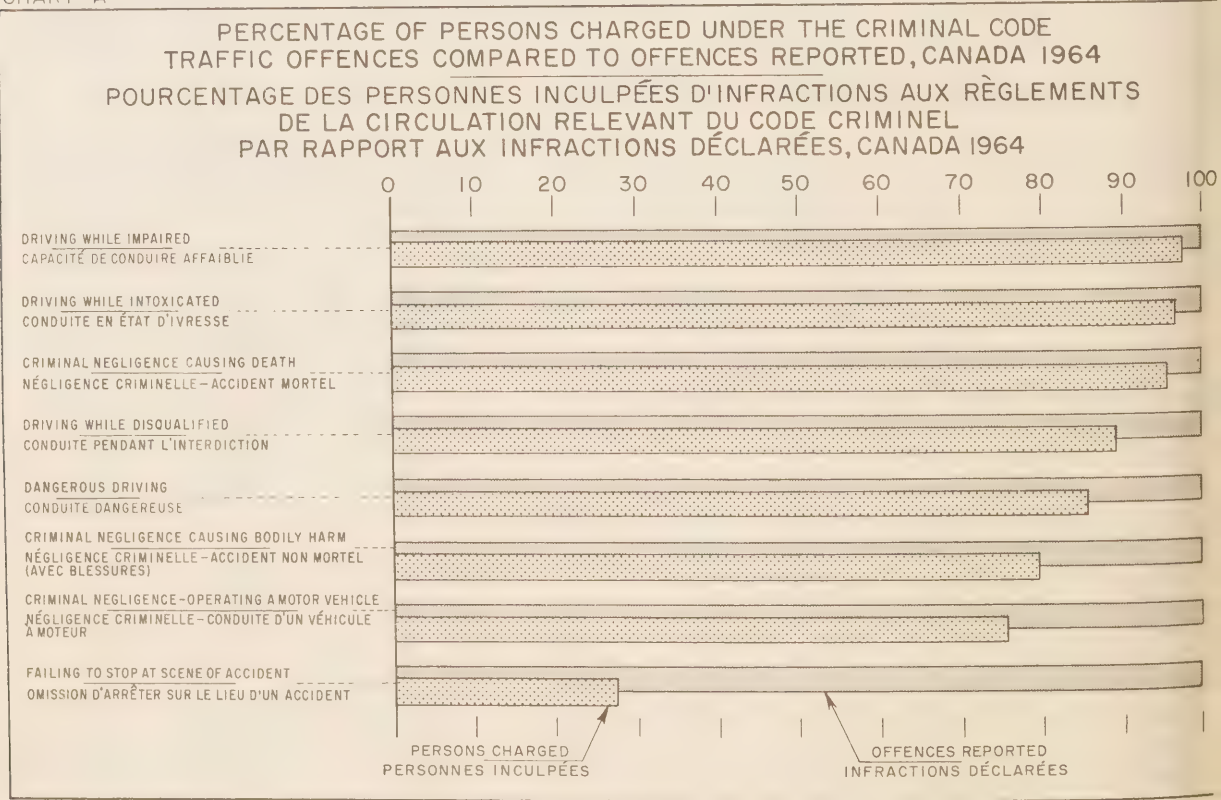 CHART A
PERCENTAGE OF PERSONS CHARGED UNDER THE CRIMINAL CODE
TRAFFIC OFFENCES COMPARED TO OFFENCES REPORTED, CANADA 1964
POURCENTAGE DES PERSONNES INCULPÉES D'INFRACTIONS AUX RÈGLEMENTS
DE LA CIRCULATION RELEVANT DU CODE CRIMINEL
PAR RAPPORT AUX INFRACTIONS DÉCLARÉES, CANADA 1964
0 10 20 30 40 50 60 70 80 90 100
DRIVING WHILE IMPAIRED
CAPACITÉ DE CONDUIRE AFFAIBLIE
DRIVING WHILE INTOXICATED
CONDUITE EN ÉTAT D'IVRESSE
CRIMINAL NEGLIGENCE CAUSING DEATH
NÉGLIGENCE CRIMINELLE-ACCIDENT MORTEL
DRIVING WHILE DISQUALIFIED
CONDUITE PENDANT L'INTERDICTION
DANGEROUS DRIVING
CONDUITE DANGEREUSE
CRIMINAL NEGLIGENCE CAUSING BODILY HARM
NÉGLIGENCE CRIMINELLE-ACCIDENT NON MORTEL
(AVEC BLESSURES)
CRIMINAL NEGLIGENCE-OPERATING A MOTOR VEHICLE
NÉGLIGENCE CRIMINELLE-CONDUITE D'UN VÉHICULE
À MOTEUR
FAILING TO STOP AT SCENE OF ACCIDENT
OMISSION D'ARRÊTER SUR LE LIEU D'UN ACCIDENT
PERSONS CHARGED
PERSONNES INCULPÉES
OFFENCES REPORTED
INFRACTIONS DÉCLARÉES